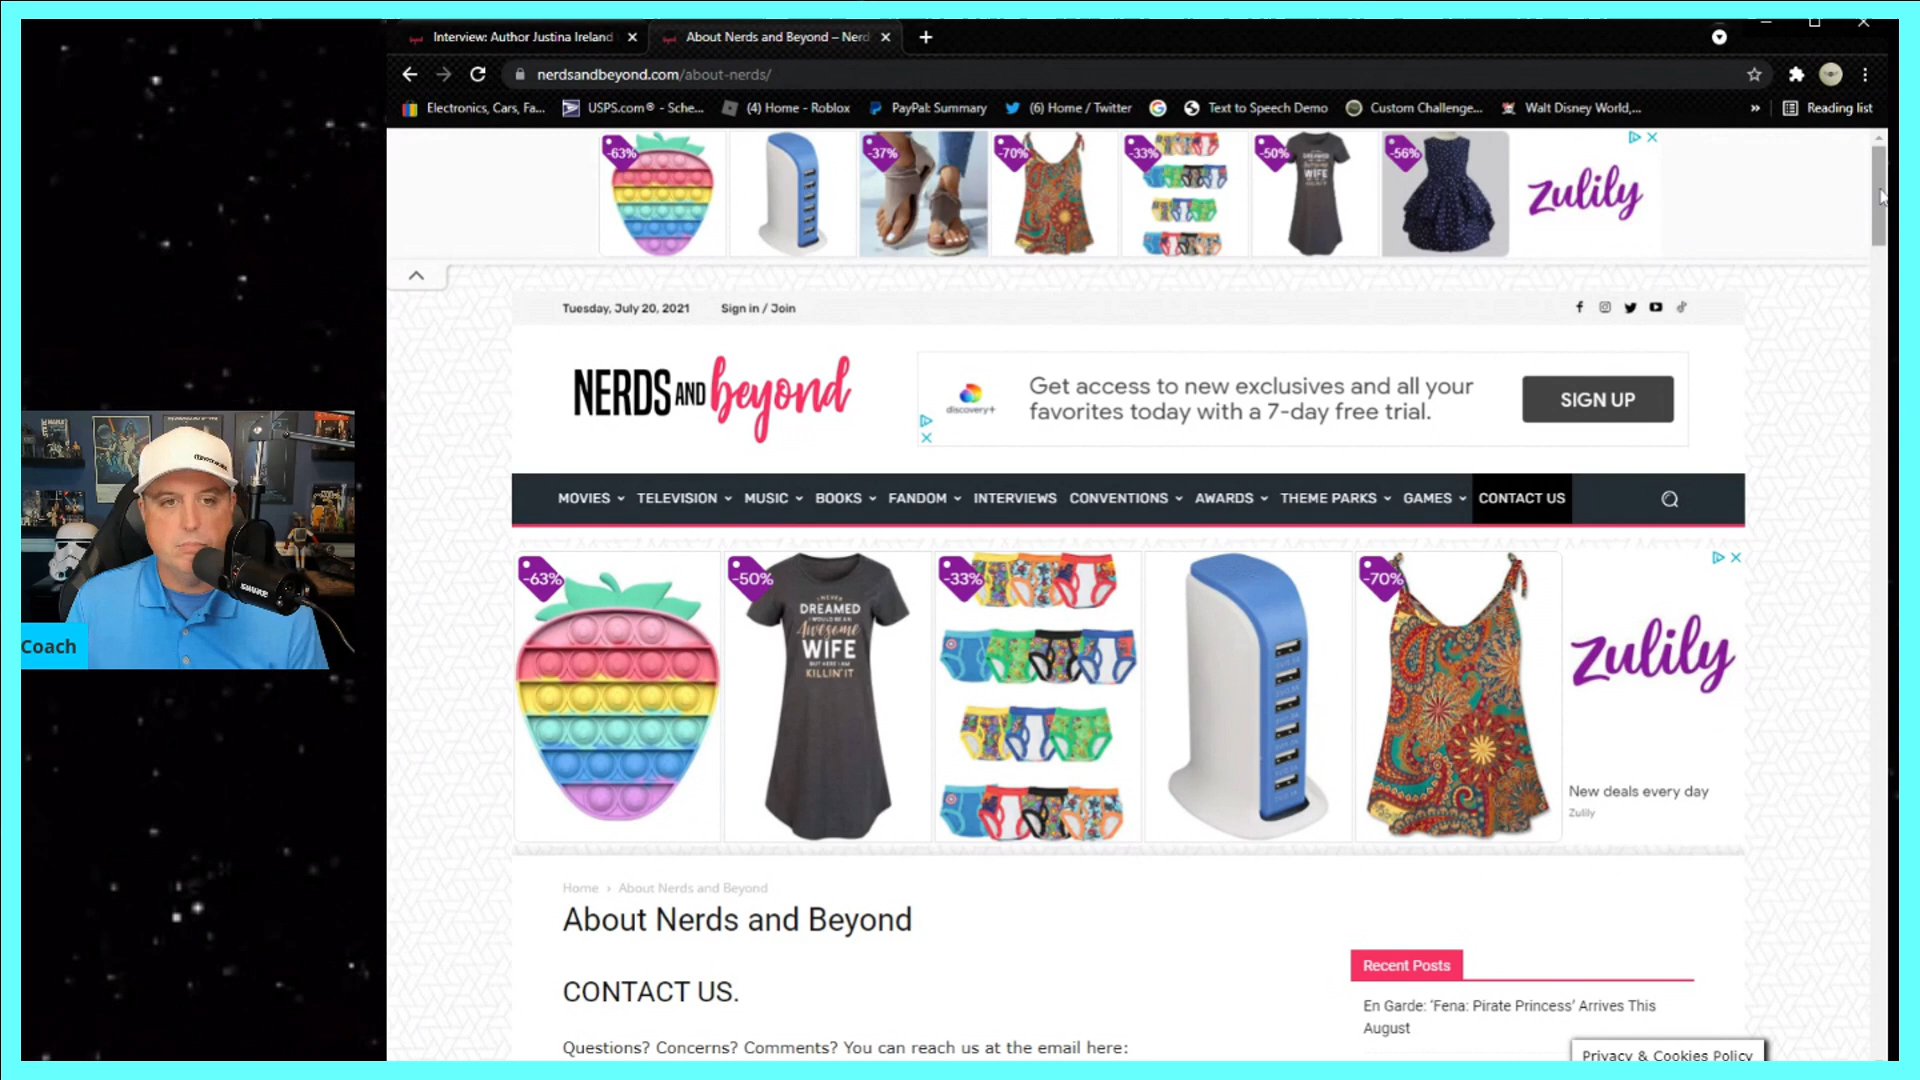 Interview: Author Justina Ireland
About Nerds and Beyond – Nerd
nerdsandbeyond.com/about-nerds/
Electronics, Cars, Fa...
USPS.com® - Sche...
(4) Home - Roblox
PayPal: Summary
(6) Home / Twitter
Text to Speech Demo
Custom Challenge...
Walt Disney World,...
»
Reading list
-63%
-37%
-70%
-33%
-50%
-56%
DREAMED
WIFE
zulily
Tuesday, July 20, 2021
Sign in / Join
NERDS AND beyond
discovery+
Get access to new exclusives and all your
favorites today with a 7-day free trial.
SIGN UP
MOVIES
TELEVISION
MUSIC
BOOKS
FANDOM
INTERVIEWS
CONVENTIONS
AWARDS
THEME PARKS
GAMES
CONTACT US
-63%
-50%
-33%
-70%
I NEVER
DREAMED
I WOULD BE AN
Awesome
WIFE
BUT HERE I AM
KILLIN' IT
zulily
New deals every day
Zulily
Coach
Home › About Nerds and Beyond
About Nerds and Beyond
CONTACT US.
Questions? Concerns? Comments? You can reach us at the email here:
Recent Posts
En Garde: ‘Fena: Pirate Princess’ Arrives This
August
Privacy & Cookies Policy